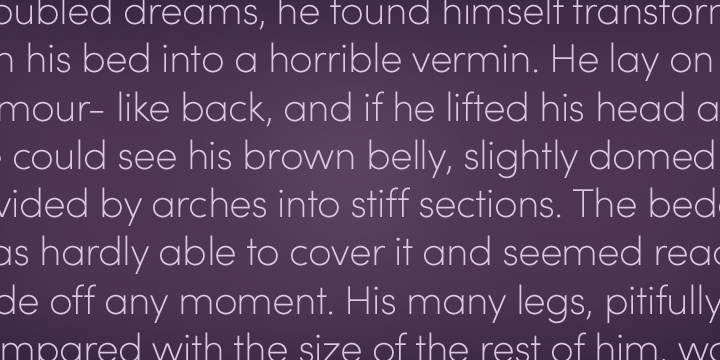 oubled dreams, he found himself transform
n his bed into a horrible vermin. He lay on
mour– like back, and if he lifted his head a
could see his brown belly, slightly domed
vided by arches into stiff sections. The bed
as hardly able to cover it and seemed read
de off any moment. His many legs, pitifully
mpared with the size of the rest of him, wa